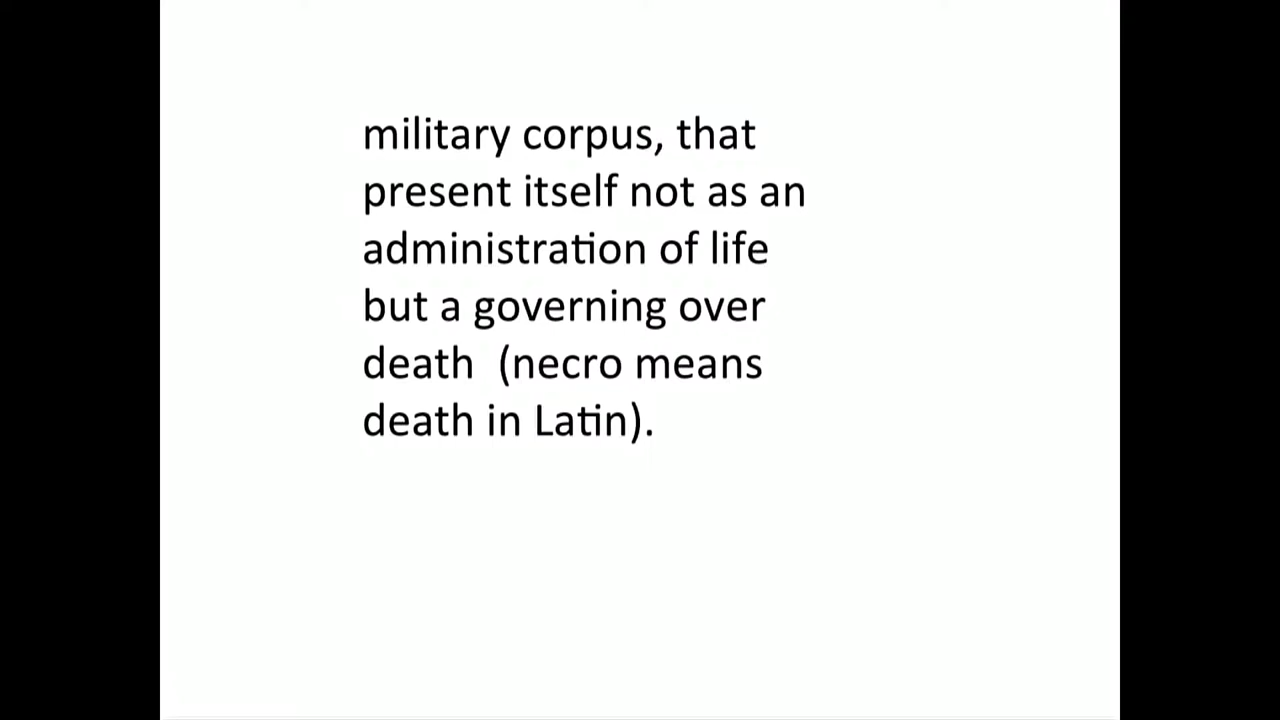 military corpus, that
present itself not as an
administration of life
but a governing over
death  (necro means
death in Latin).